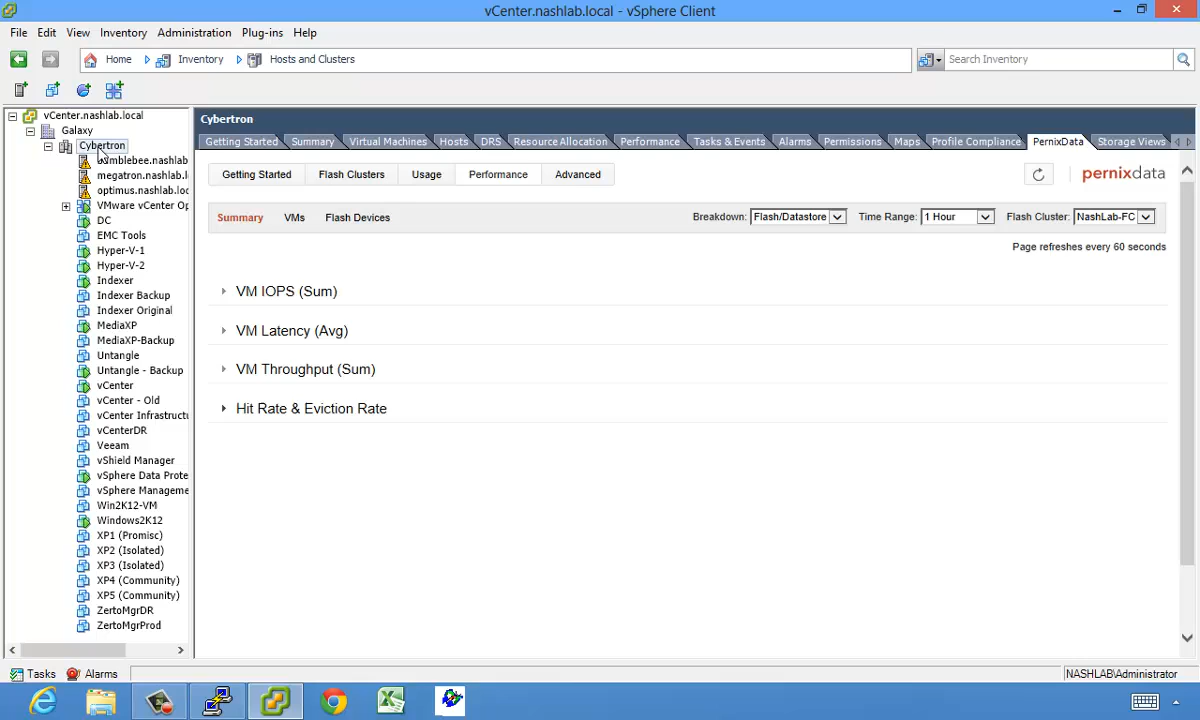 vCenter.nashlab.local - vSphere Client
File Edit View Inventory Administration Plug-ins Help
Home Inventory Hosts and Clusters Search Inventory
vCenter.nashlab.local
Galaxy
Cybertron
megatron.nashlab.l
optimus.nashlab.loc
VMware vCenter Op
DC
EMC Tools
Hyper-V-1
Hyper-V-2
Indexer
Indexer Backup
Indexer Original
MediaXP
MediaXP-Backup
Untangle
Untangle - Backup
vCenter
vCenter - Old
vCenter Infrastructu
vCenterDR
Veeam
vShield Manager
vSphere Data Prote
vSphere Manageme
Win2K12-VM
Windows2K12
XP1 (Promisc)
XP2 (Isolated)
XP3 (Isolated)
XP4 (Community)
XP5 (Community)
ZertoMgrDR
ZertoMgrProd
Cybertron
Getting Started Summary Virtual Machines Hosts DRS Resource Allocation Performance Tasks & Events Alarms Permissions Maps Profile Compliance PernixData Storage Views
Getting Started Flash Clusters Usage Performance Advanced pernixdata
Summary VMs Flash Devices Breakdown: Flash/Datastore Time Range: 1 Hour Flash Cluster: NashLab-FC
Page refreshes every 60 seconds
VM IOPS (Sum)
VM Latency (Avg)
VM Throughput (Sum)
Hit Rate & Eviction Rate
Tasks Alarms NASHLAB\Administrator